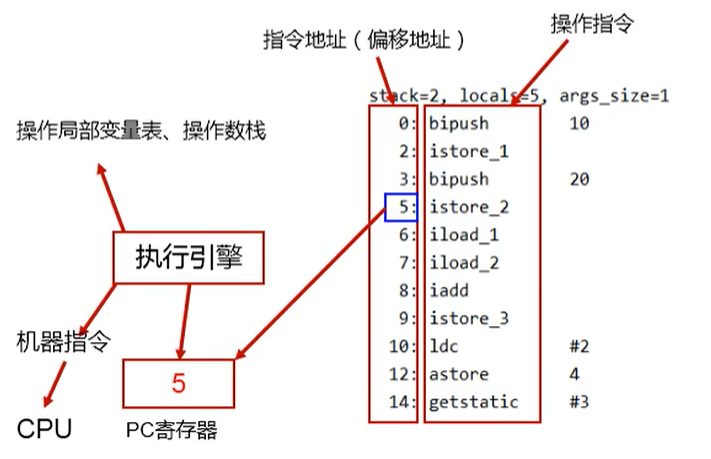 指令地址（偏移地址）
操作指令
stack=2, locals=5, args_size=1
0: bipush 10
2: istore_1
3: bipush 20
5: istore_2
6: iload_1
7: iload_2
8: iadd
9: istore_3
10: ldc #2
12: astore 4
14: getstatic #3
操作局部变量表、操作数栈
执行引擎
机器指令
CPU
5
PC寄存器